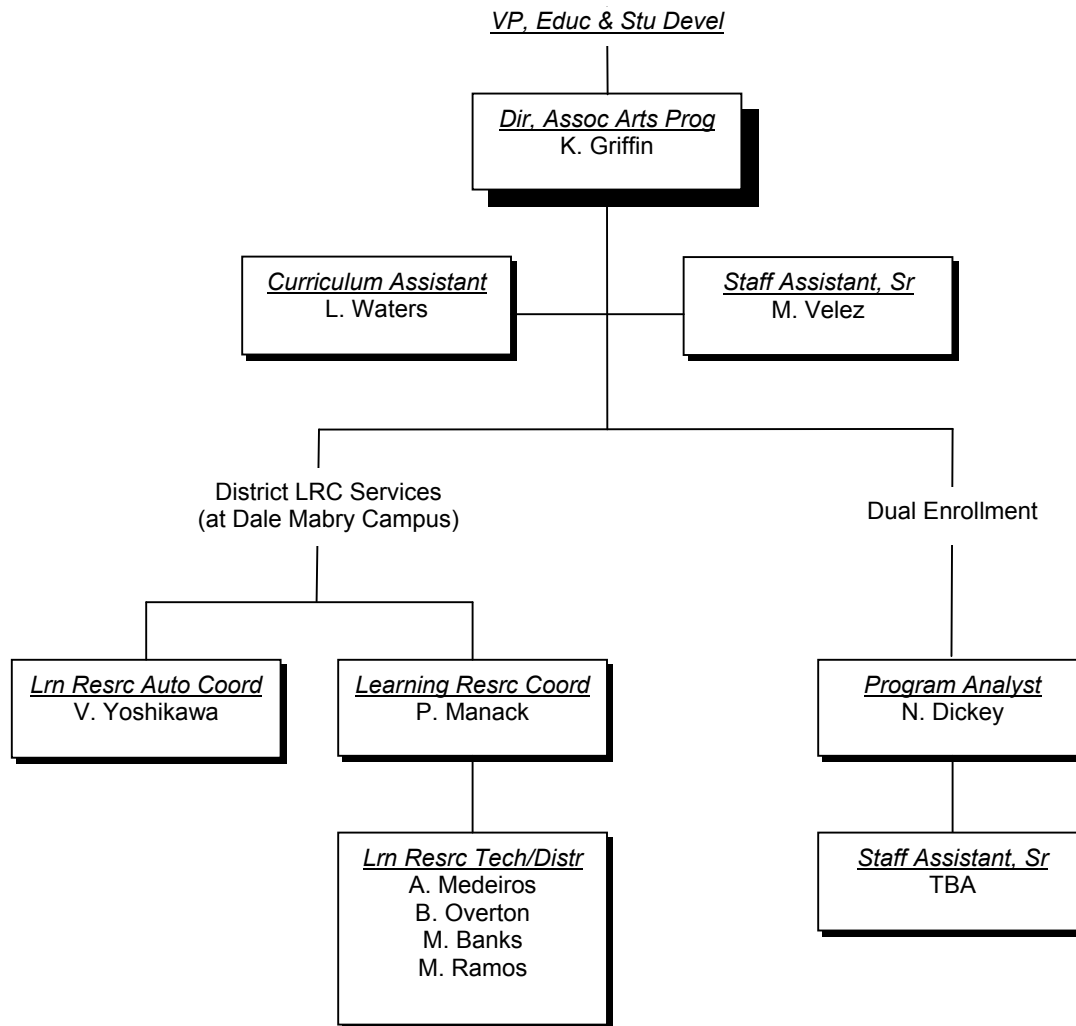 VP, Educ & Stu Devel
Dir, Assoc Arts Prog
K. Griffin
Curriculum Assistant
L. Waters
Staff Assistant, Sr
M. Velez
District LRC Services
(at Dale Mabry Campus)
Dual Enrollment
Lrn Resrc Auto Coord
V. Yoshikawa
Learning Resrc Coord
P. Manack
Program Analyst
N. Dickey
Lrn Resrc Tech/Distr
A. Medeiros
B. Overton
M. Banks
M. Ramos
Staff Assistant, Sr
TBA